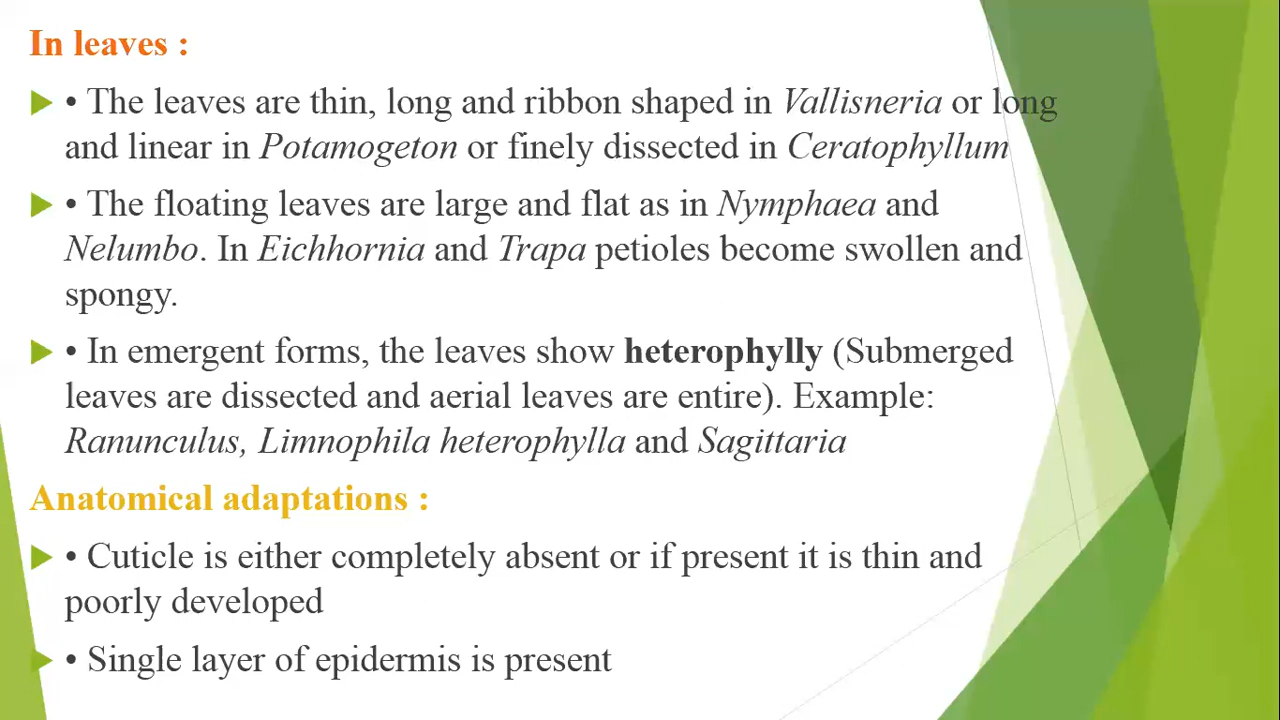 In leaves :
• The leaves are thin, long and ribbon shaped in Vallisneria or long
and linear in Potamogeton or finely dissected in Ceratophyllum
• The floating leaves are large and flat as in Nymphaea and
Nelumbo. In Eichhornia and Trapa petioles become swollen and
spongy.
• In emergent forms, the leaves show heterophylly (Submerged
leaves are dissected and aerial leaves are entire). Example:
Ranunculus, Limnophila heterophylla and Sagittaria
Anatomical adaptations :
• Cuticle is either completely absent or if present it is thin and
poorly developed
• Single layer of epidermis is present